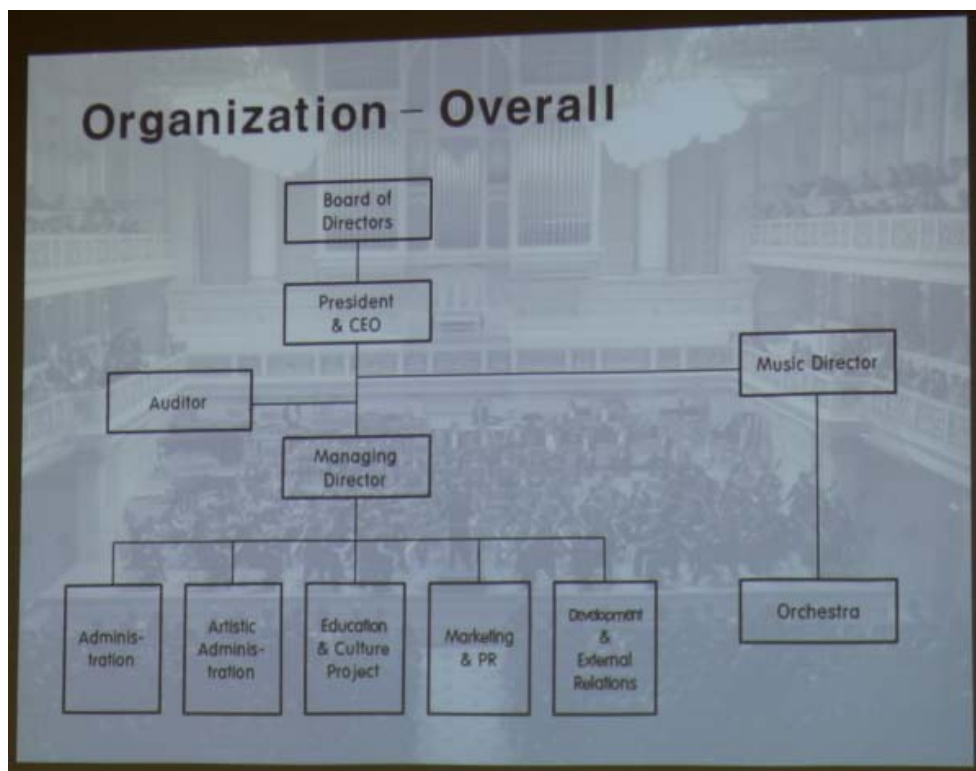 Organization – Overall
Board of
Directors
President
& CEO
Music Director
Auditor
Managing
Director
Adminis-
tration
Artistic
Adminis-
tration
Education
& Culture
Project
Marketing
& PR
Development
&
External
Relations
Orchestra